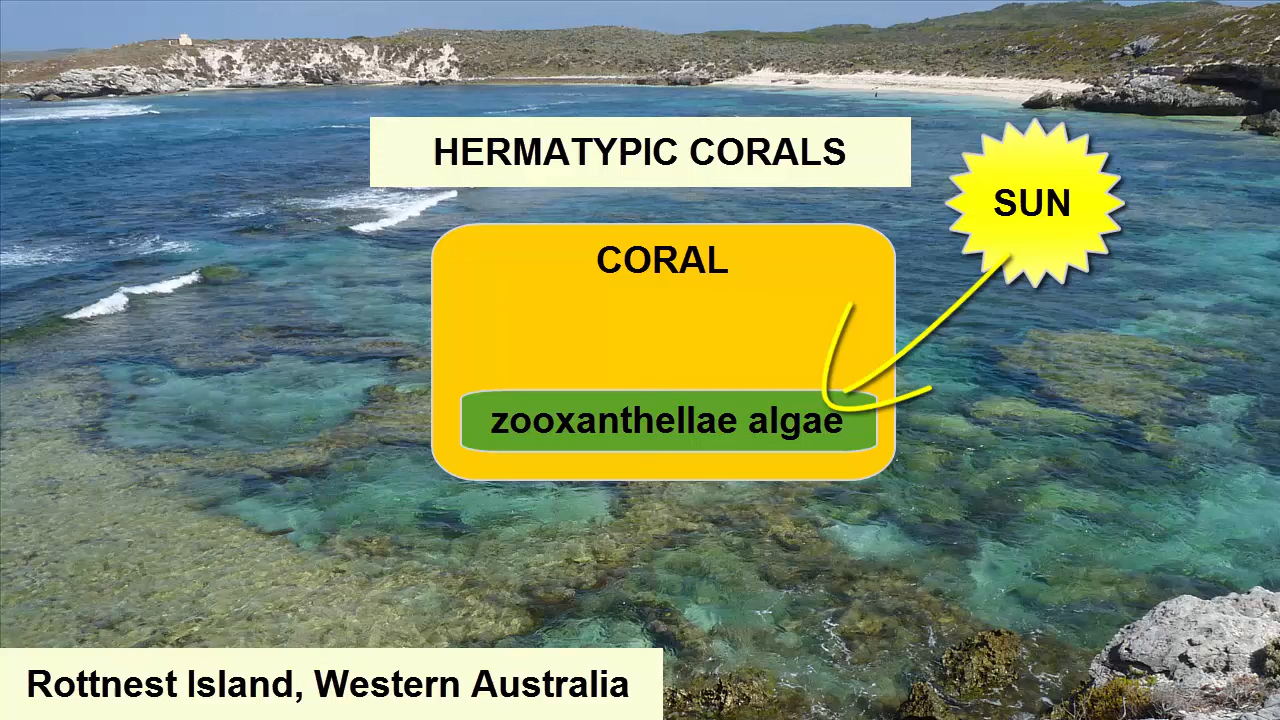 HERMATYPIC CORALS
SUN
CORAL
zooxanthellae algae
Rottnest Island, Western Australia